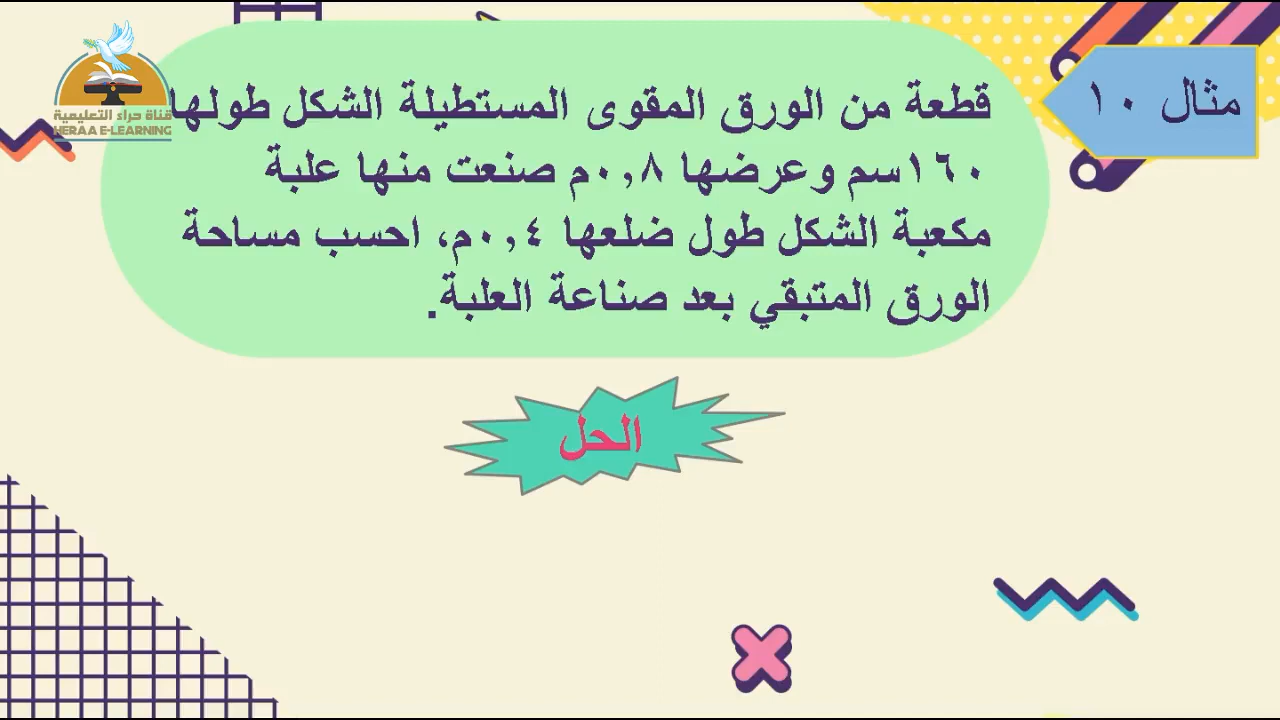 مثال ١٠
قطعة من الورق المقوى المستطيلة الشكل طولها
١٦٠سم وعرضها ٠,٨م صنعت منها علبة
مكعبة الشكل طول ضلعها ٠,٤م، احسب مساحة
الورق المتبقي بعد صناعة العلبة.
الحل
قناة حراء التعليمية
HERAA E-LEARNING